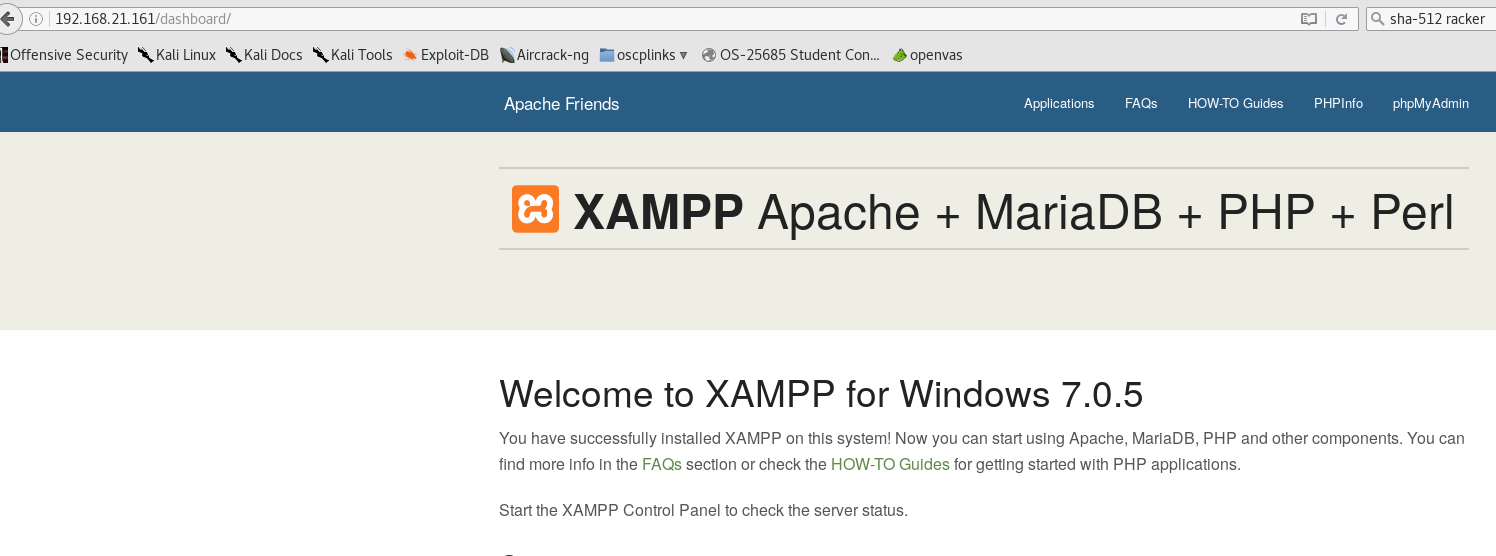 192.168.21.161/dashboard/
sha-512 racker
Offensive Security Kali Linux Kali Docs Kali Tools Exploit-DB Aircrack-ng oscplinks OS-25685 Student Con... openvas
Apache Friends Applications FAQs HOW-TO Guides PHPInfo phpMyAdmin
XAMPP Apache + MariaDB + PHP + Perl
Welcome to XAMPP for Windows 7.0.5
You have successfully installed XAMPP on this system! Now you can start using Apache, MariaDB, PHP and other components. You can
find more info in the FAQs section or check the HOW-TO Guides for getting started with PHP applications.
Start the XAMPP Control Panel to check the server status.